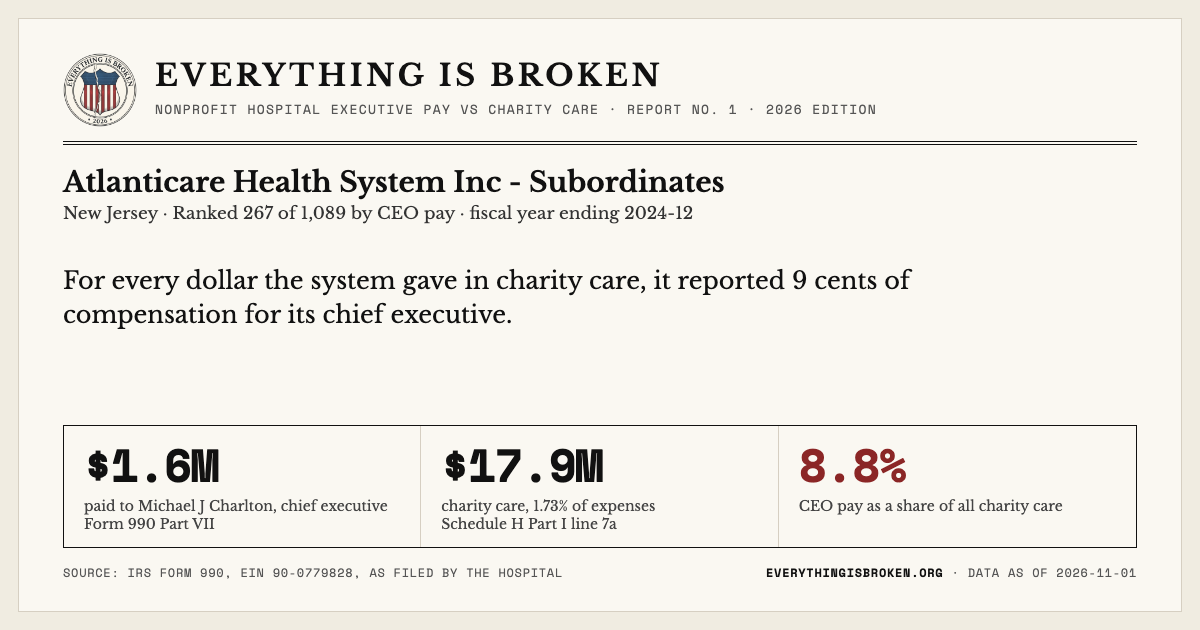 EVERYTHING IS BROKEN
· 2026 ·
EVERYTHING IS BROKEN
NONPROFIT HOSPITAL EXECUTIVE PAY VS CHARITY CARE · REPORT NO. 1 · 2026 EDITION
Atlanticare Health System Inc - Subordinates
New Jersey · Ranked 267 of 1,089 by CEO pay · fiscal year ending 2024-12
For every dollar the system gave in charity care, it reported 9 cents of
compensation for its chief executive.
$1.6M
paid to Michael J Charlton, chief executive
Form 990 Part VII
$17.9M
charity care, 1.73% of expenses
Schedule H Part I line 7a
8.8%
CEO pay as a share of all charity care
SOURCE: IRS FORM 990, EIN 90-0779828, AS FILED BY THE HOSPITAL
EVERYTHINGISBROKEN.ORG · DATA AS OF 2026-11-01